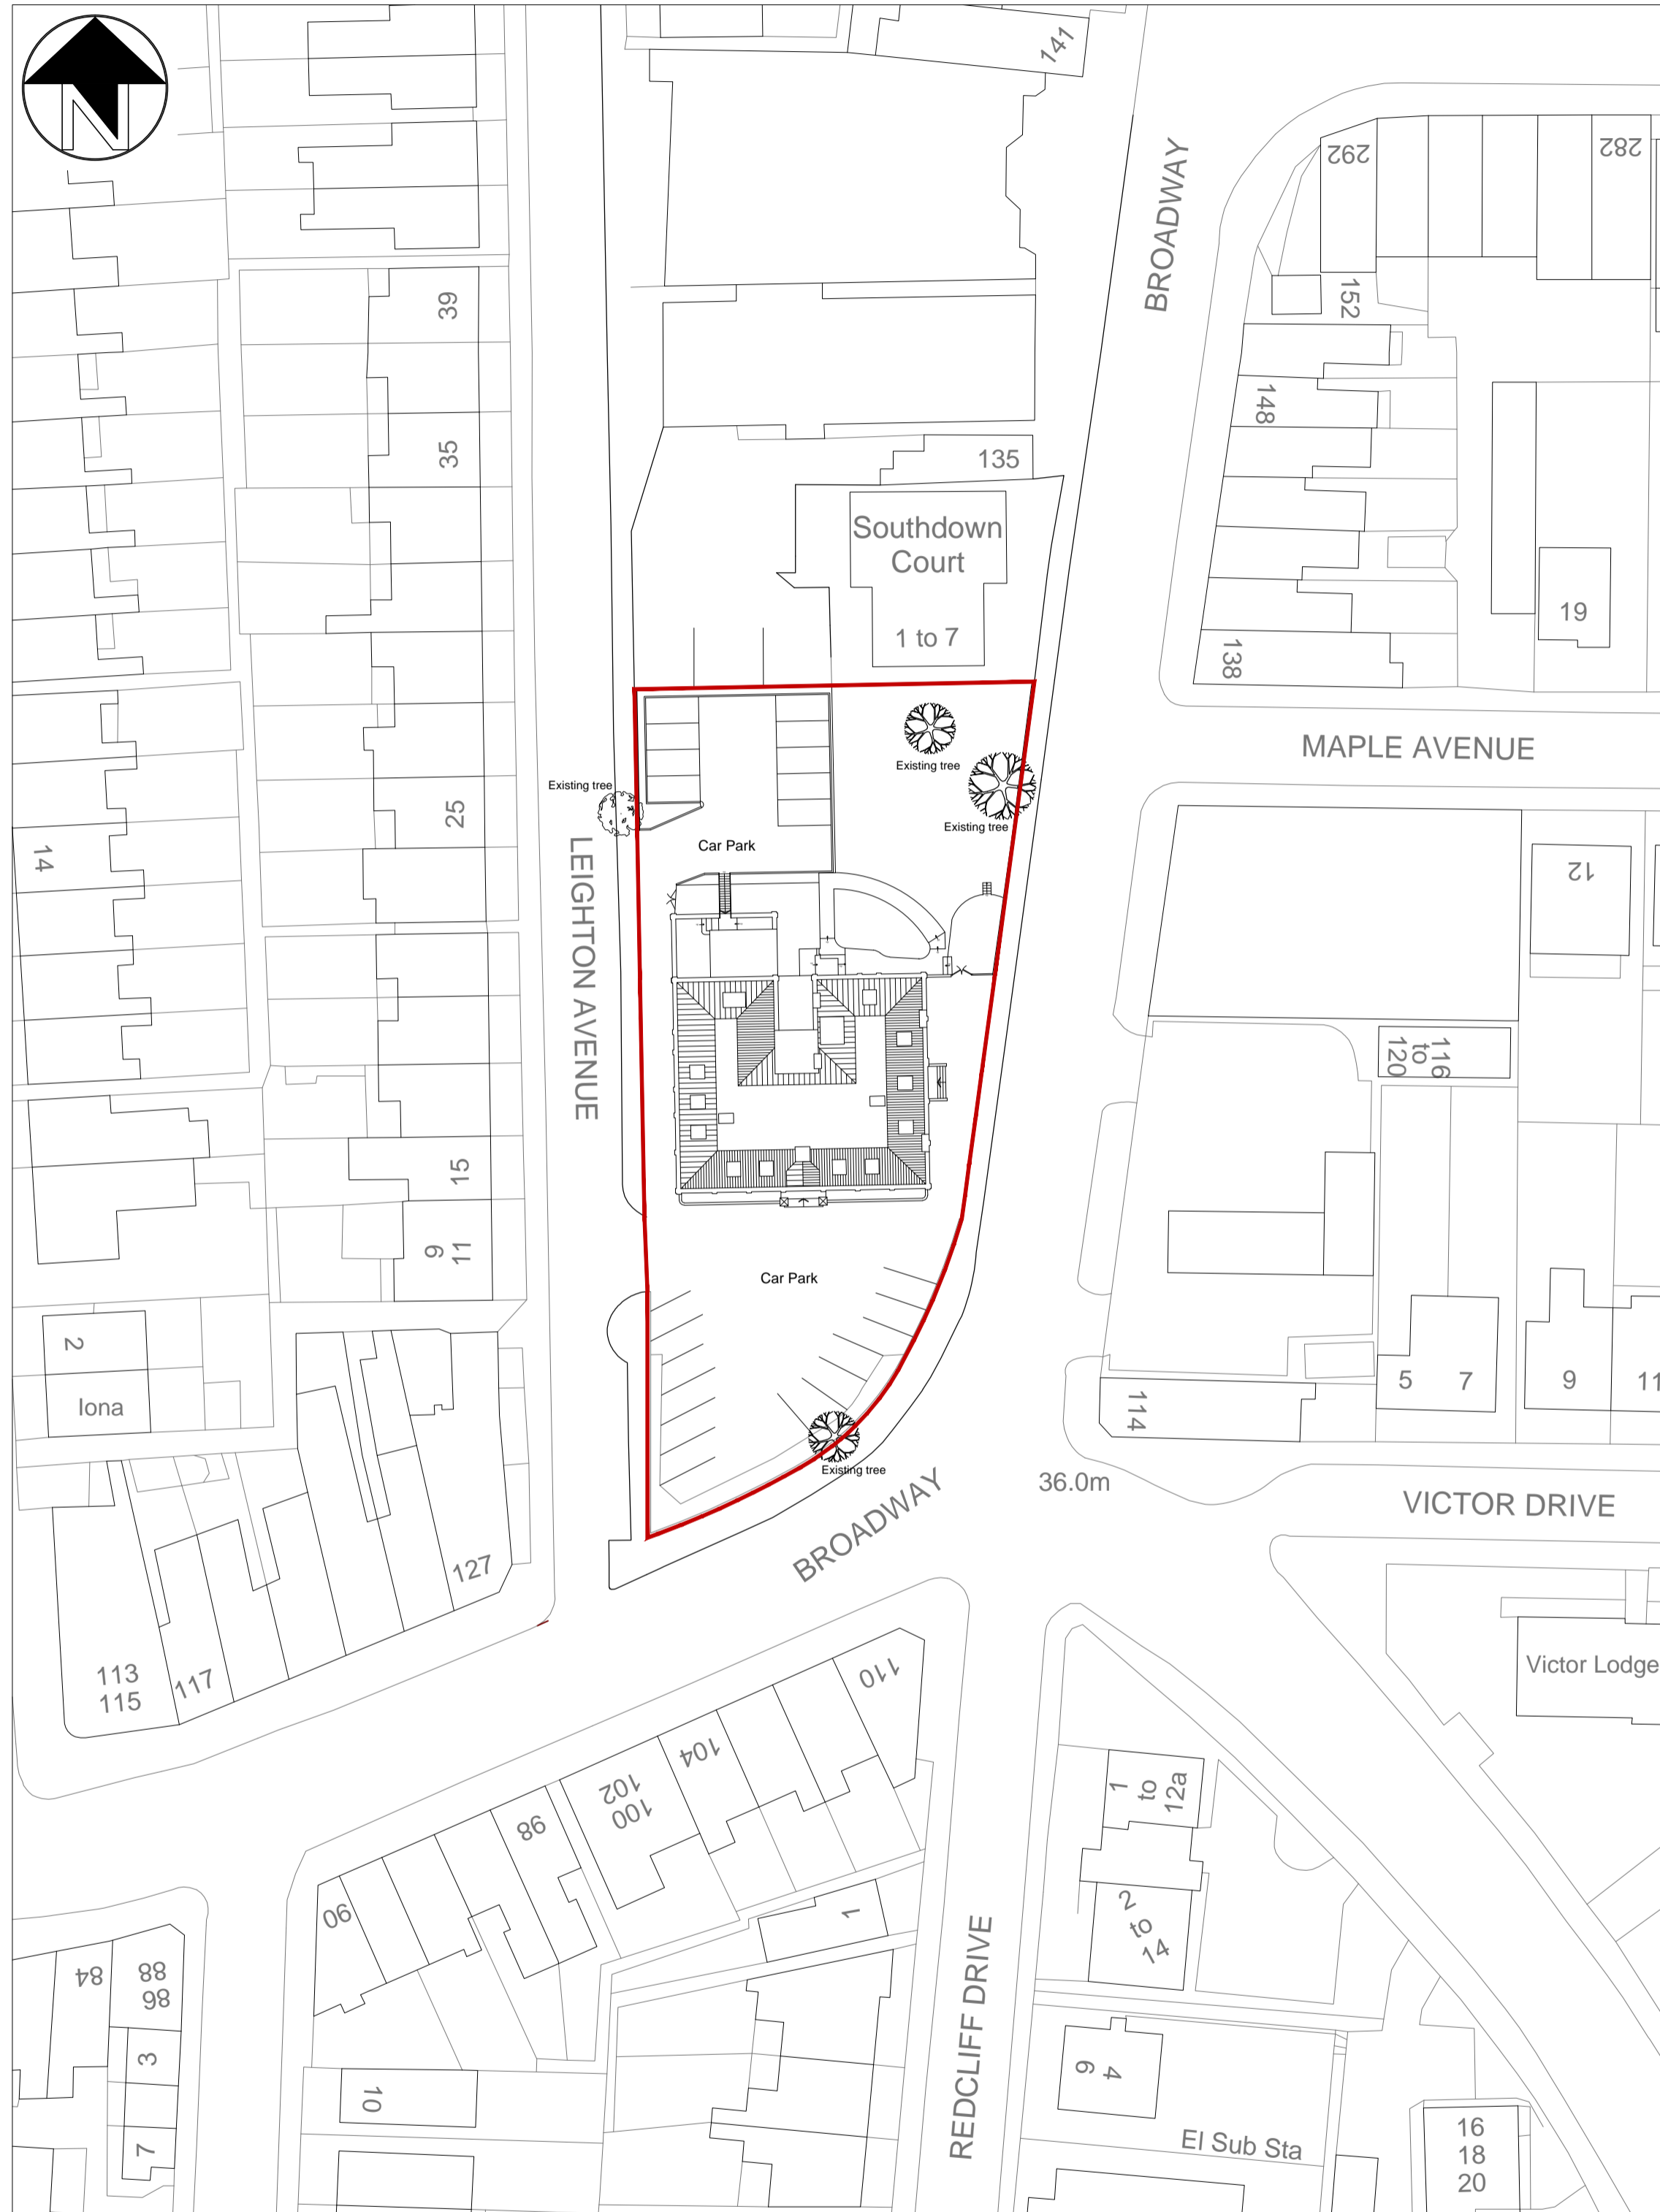 N
141
BROADWAY
292
282
39
152
148
35
135
Southdown
Court
1 to 7
19
138
MAPLE AVENUE
Existing tree
Existing tree
Existing tree
25
Car Park
14
LEIGHTON AVENUE
12
116
to
120
15
9
11
Car Park
2
Iona
5
7
9
11
114
Existing tree
36.0m
BROADWAY
VICTOR DRIVE
127
113
115
117
110
Victor Lodge
104
102
100
98
1
to
12a
90
1
2
to
14
84
88
86
REDCLIFF DRIVE
3
6
4
10
7
El Sub Sta
16
18
20